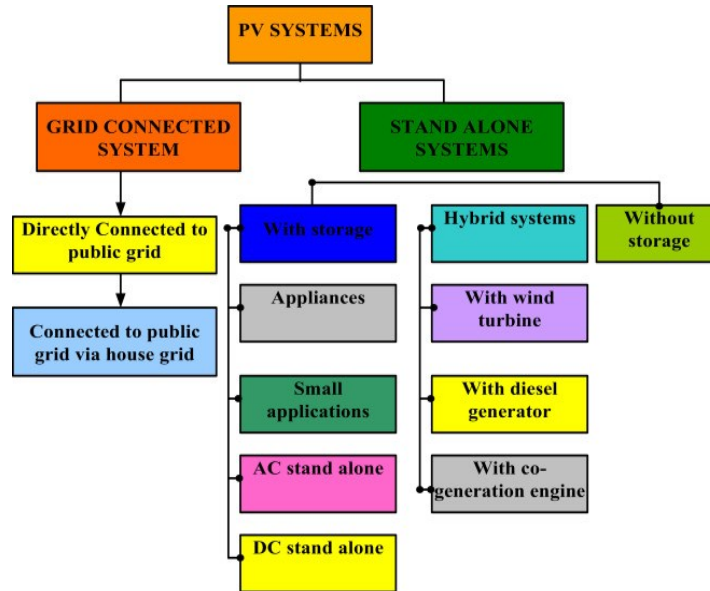 PV SYSTEMS
GRID CONNECTED
SYSTEM
STAND ALONE
SYSTEMS
Directly Connected to
public grid
Connected to public
grid via house grid
With storage
Appliances
Small
applications
AC stand alone
DC stand alone
Hybrid systems
With wind
turbine
With diesel
generator
With co-
generation engine
Without
storage